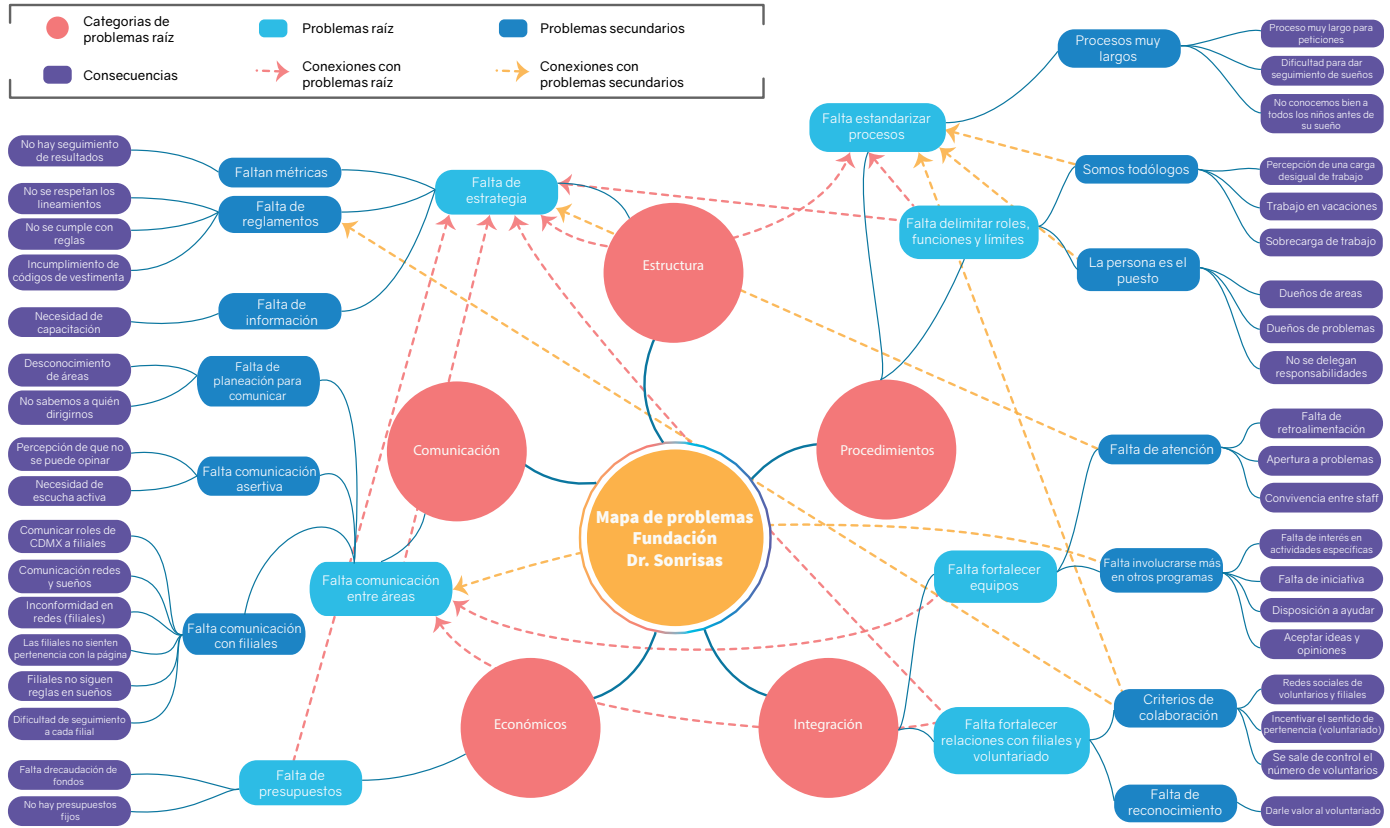 Categorias de
problemas raíz
Problemas raíz
Problemas secundarios
Consecuencias
Conexiones con
problemas raíz
Conexiones con
problemas secundarios
Procesos muy
largos
Proceso muy largo para
peticiones
Dificultad para dar
seguimiento de sueños
No conocemos bien a
todos los niños antes de
su sueño
Falta estandarizar
procesos
Somos todólogos
Percepción de una carga
desigual de trabajo
Trabajo en vacaciones
Sobrecarga de trabajo
Falta delimitar roles,
funciones y limites
La persona es el
puesto
Dueños de areas
Dueños de problemas
No se delegan
responsabilidades
No hay seguimiento
de resultados
Faltan métricas
No se respetan los
lineamientos
No se cumple con
reglas
Incumplimiento de
códigos de vestimenta
Falta de
reglamentos
Falta de
estrategia
Necesidad de
capacitación
Falta de
información
Estructura
Desconocimiento
de áreas
No sabemos a quién
dirigirnos
Falta de
planeación para
comunicar
Percepción de que no
se puede opinar
Necesidad de
escucha activa
Falta comunicación
asertiva
Comunicación
Procedimientos
Mapa de problemas
Fundación
Dr. Sonrisas
Falta de atención
Falta de
retroalimentación
Apertura a problemas
Convivencia entre staff
Comunicar roles de
CDMX a filiales
Comunicación redes
y sueños
Inconformidad en
redes (filiales)
Las filiales no sienten
pertenencia con la página
Filiales no siguen
reglas en sueños
Dificultad de seguimiento
a cada filial
Falta comunicación
con filiales
Falta comunicación
entre áreas
Falta fortalecer
equipos
Falta involucrarse más
en otros programas
Falta de interés en
actividades específicas
Falta de iniciativa
Disposición a ayudar
Aceptar ideas y
opiniones
Económicos
Integración
Falta fortalecer
relaciones con filiales y
voluntariado
Criterios de
colaboración
Redes sociales de
voluntarios y filiales
Incentivar el sentido de
pertenencia (voluntariado)
Se sale de control el
número de voluntarios
Falta de
reconocimiento
Darle valor al voluntariado
Falta drecaudación de
fondos
No hay presupuestos
fijos
Falta de
presupuestos